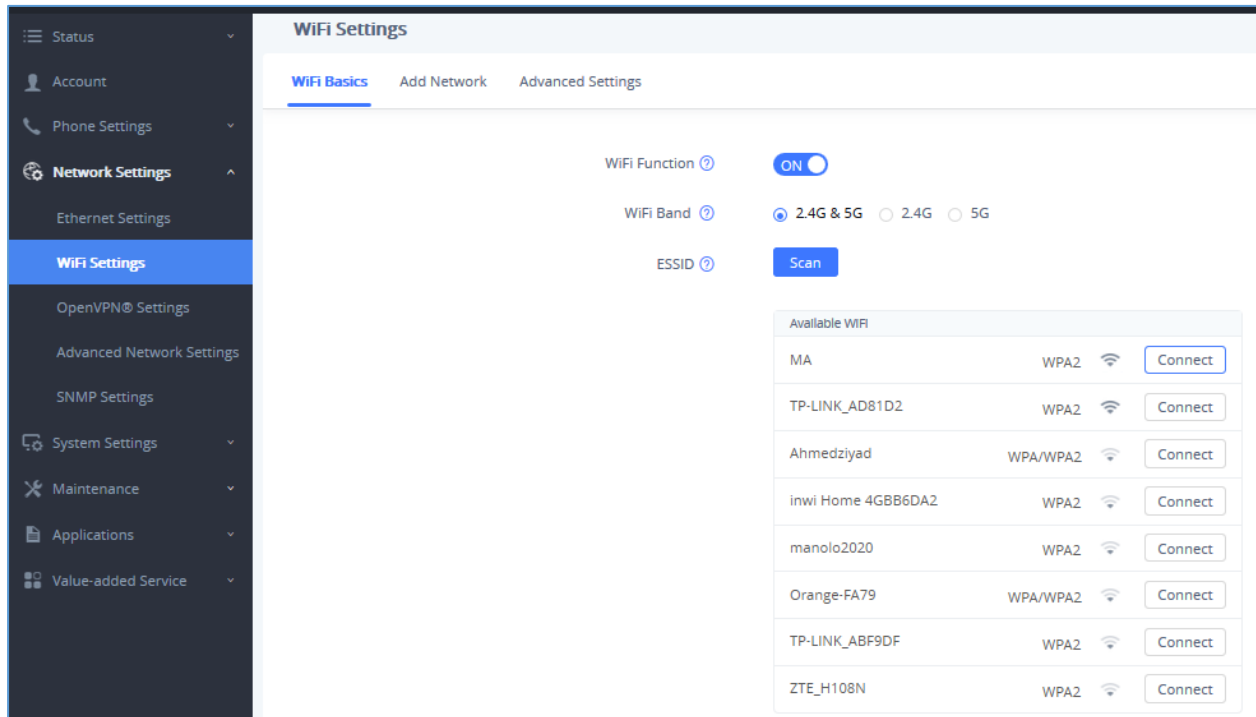 Status
Account
Phone Settings
Network Settings
Ethernet Settings
WiFi Settings
OpenVPN® Settings
Advanced Network Settings
SNMP Settings
System Settings
Maintenance
Applications
Value-added Service
WiFi Settings
WiFi Basics Add Network Advanced Settings
WiFi Function ? ON
WiFi Band ? 2.4G & 5G 2.4G 5G
ESSID ? Scan
Available WIFI
MA WPA2 Connect
TP-LINK_AD81D2 WPA2 Connect
Ahmedziyad WPA/WPA2 Connect
inwi Home 4GBB6DA2 WPA2 Connect
manolo2020 WPA2 Connect
Orange-FA79 WPA/WPA2 Connect
TP-LINK_ABF9DF WPA2 Connect
ZTE_H108N WPA2 Connect